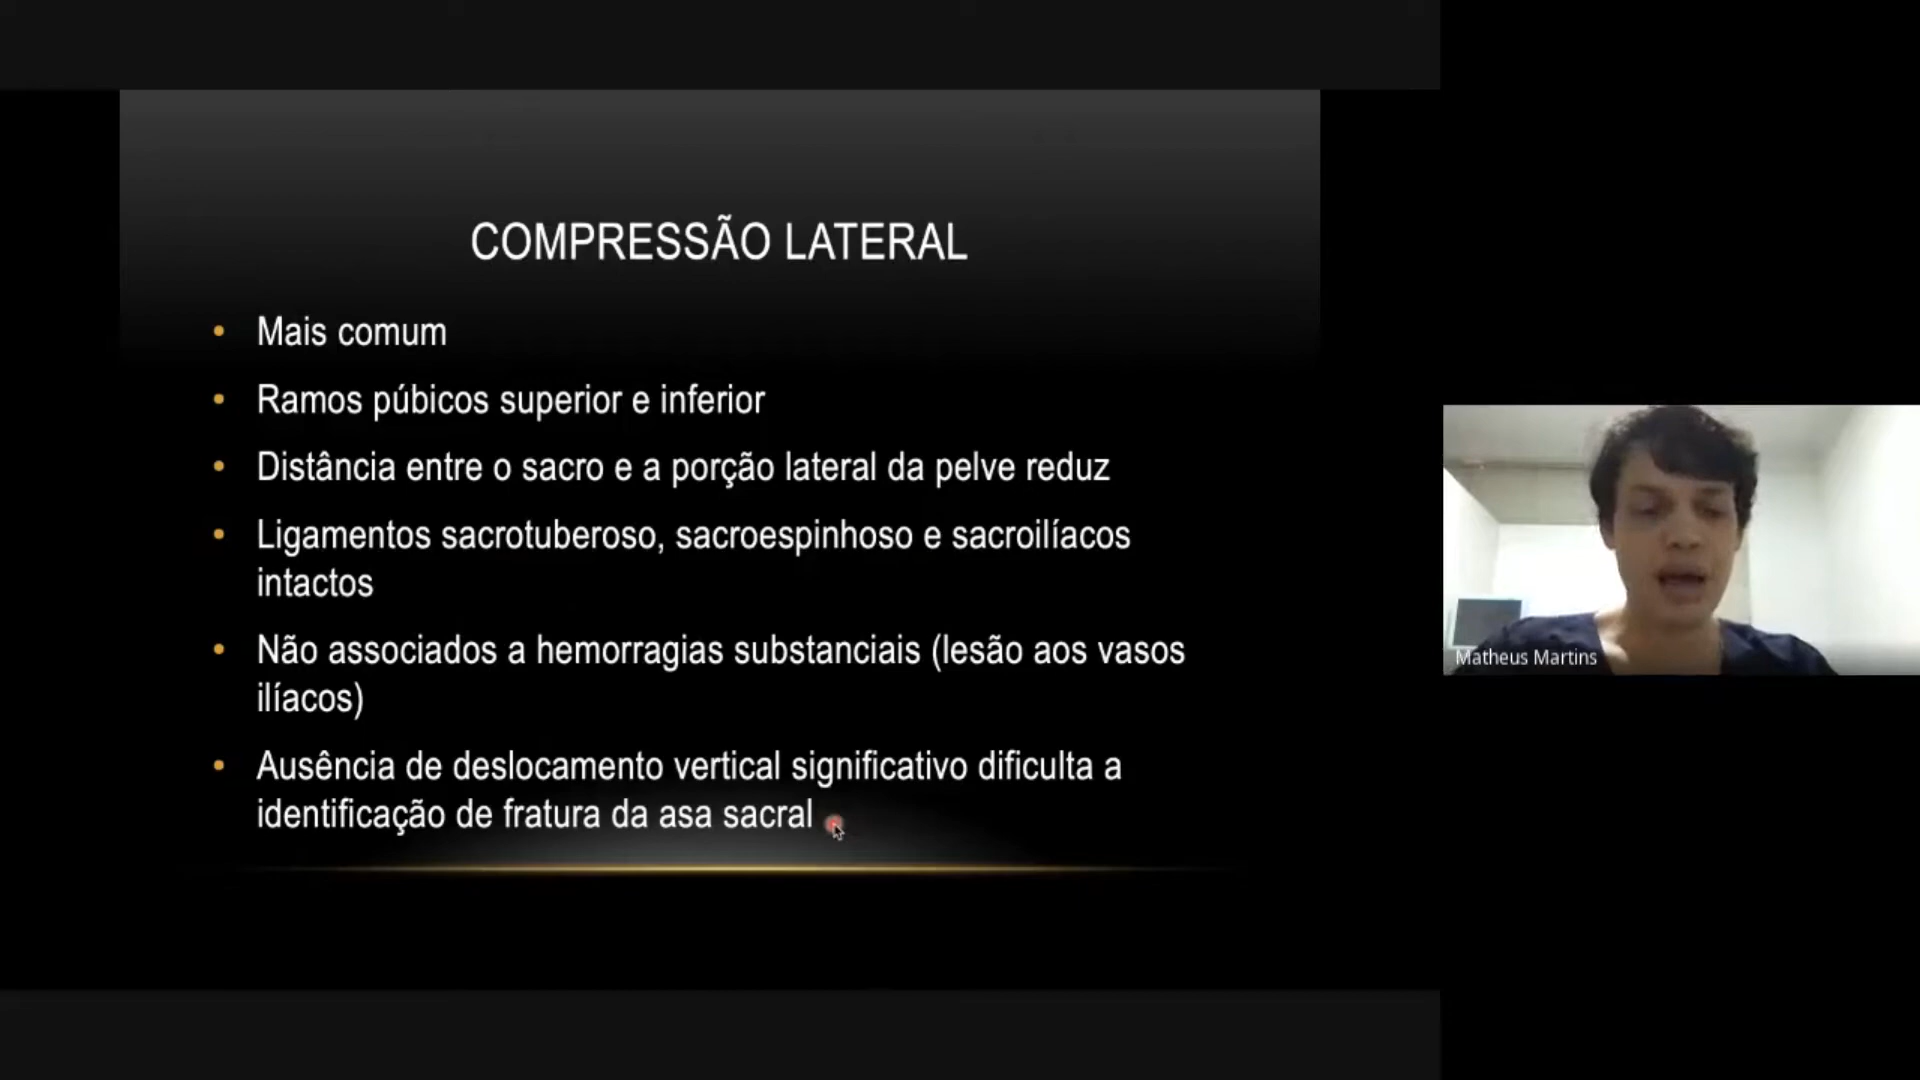 COMPRESSÃO LATERAL
• Mais comum
• Ramos púbicos superior e inferior
• Distância entre o sacro e a porção lateral da pelve reduz
• Ligamentos sacrotuberoso, sacroespinhoso e sacroilíacos
intactos
• Não associados a hemorragias substanciais (lesão aos vasos
ilíacos)
• Ausência de deslocamento vertical significativo dificulta a
identificação de fratura da asa sacral
Matheus Martins